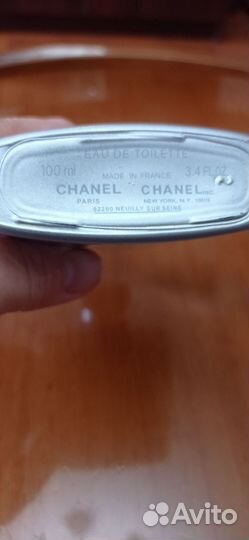 EAU DE TOILETTE
100 ml MADE IN FRANCE 3.4 FL.OZ.
CHANEL CHANEL INC.
PARIS NEW YORK, N.Y. 10019
92200 NEUILLY SUR SEINE
Avito